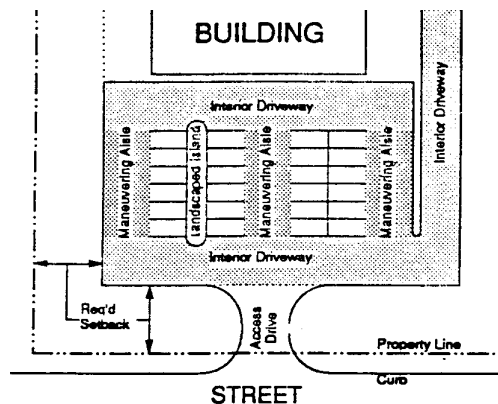 BUILDING
Interior Driveway
Interior Driveway
Maneuvering Aisle
Landscaped Island
Maneuvering Aisle
Maneuvering Aisle
Interior Driveway
Req'd
Setback
Access
Drive
Property Line
Curb
STREET